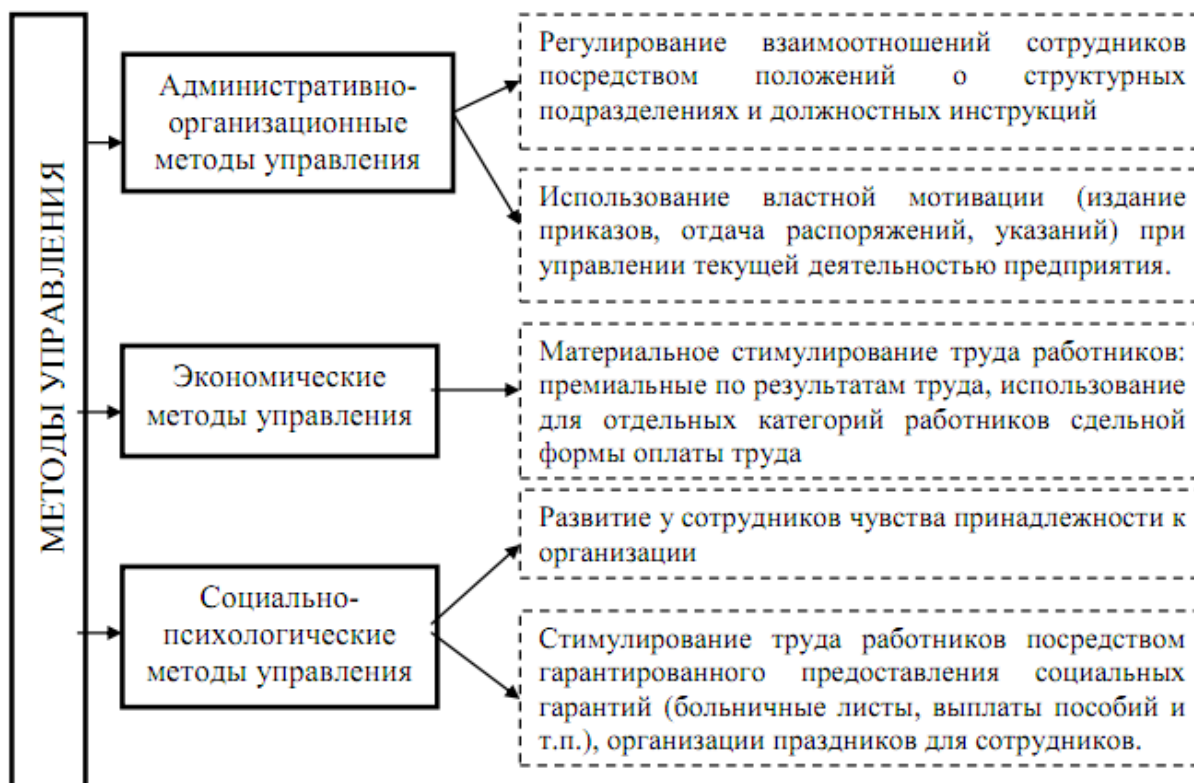 МЕТОДЫ УПРАВЛЕНИЯ
Административно-
организационные
методы управления
Регулирование взаимоотношений сотрудников
посредством положений о структурных
подразделениях и должностных инструкций
Использование властной мотивации (издание
приказов, отдача распоряжений, указаний) при
управлении текущей деятельностью предприятия.
Экономические
методы управления
Материальное стимулирование труда работников:
премиальные по результатам труда, использование
для отдельных категорий работников сдельной
формы оплаты труда
Социально-
психологические
методы управления
Развитие у сотрудников чувства принадлежности к
организации
Стимулирование труда работников посредством
гарантированного предоставления социальных
гарантий (больничные листы, выплаты пособий и
т.п.), организации праздников для сотрудников.